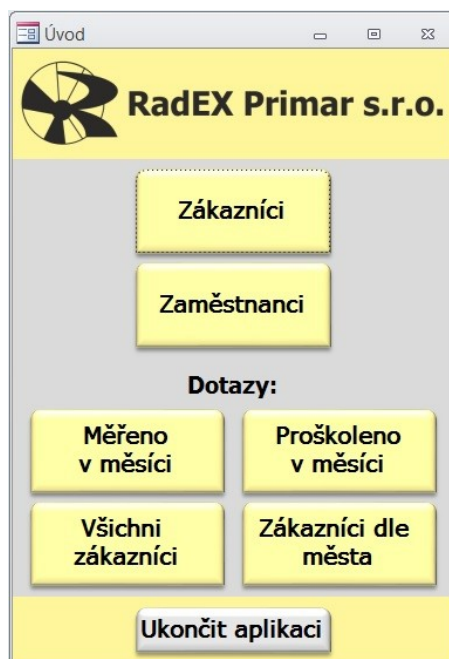 Úvod
RadEX Primar s.r.o.
Zákazníci
Zaměstnanci
Dotazy:
Měřeno
v měsíci
Proškoleno
v měsíci
Všichni
zákazníci
Zákazníci dle
města
Ukončit aplikaci